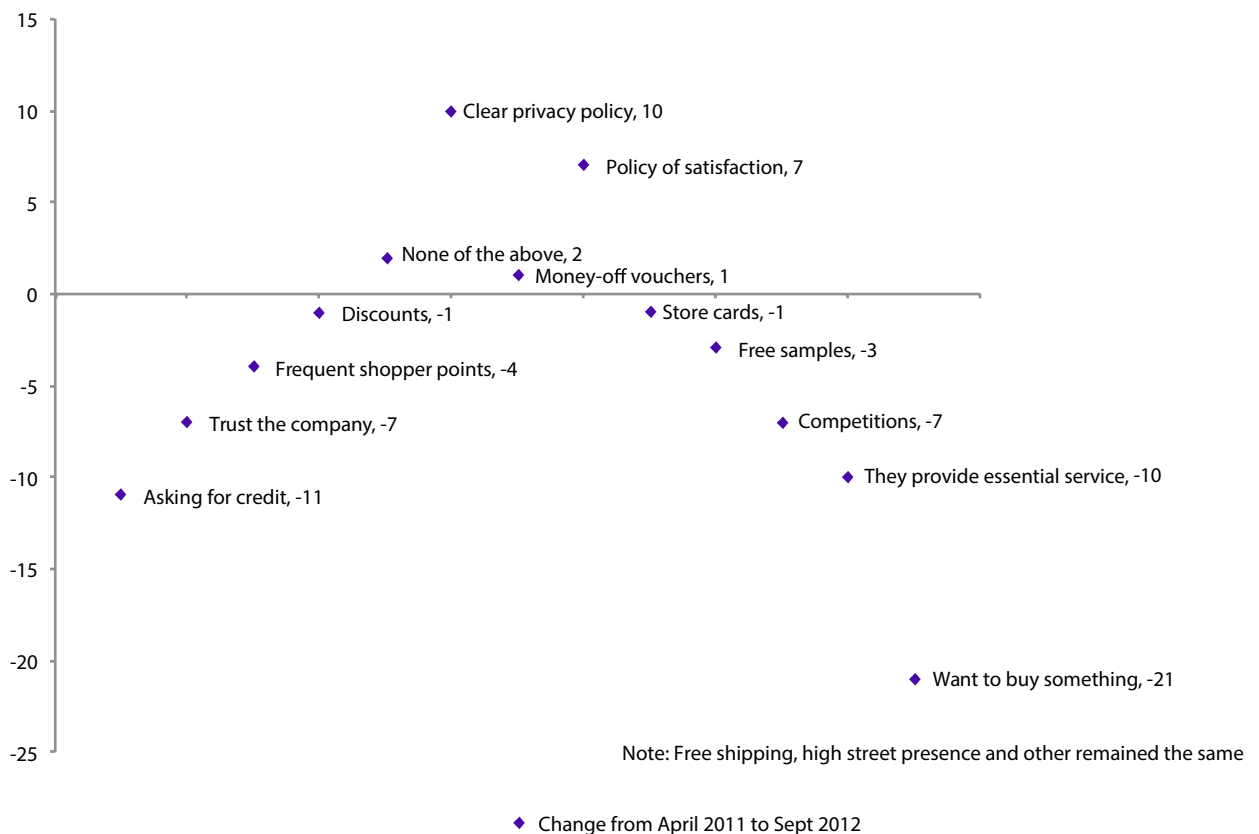 15
10
Clear privacy policy, 10
Policy of satisfaction, 7
5
None of the above, 2
Money-off vouchers, 1
0
Discounts, -1
Store cards, -1
Free samples, -3
Frequent shopper points, -4
-5
Trust the company, -7
Competitions, -7
-10
They provide essential service, -10
Asking for credit, -11
-15
-20
Want to buy something, -21
-25
Note: Free shipping, high street presence and other remained the same
Change from April 2011 to Sept 2012